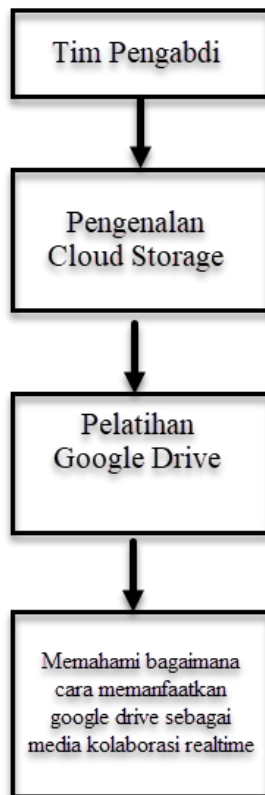 Tim Pengabdi
Pengenalan
Cloud Storage
Pelatihan
Google Drive
Memahami bagaimana
cara memanfaatkan
google drive sebagai
media kolaborasi realtime